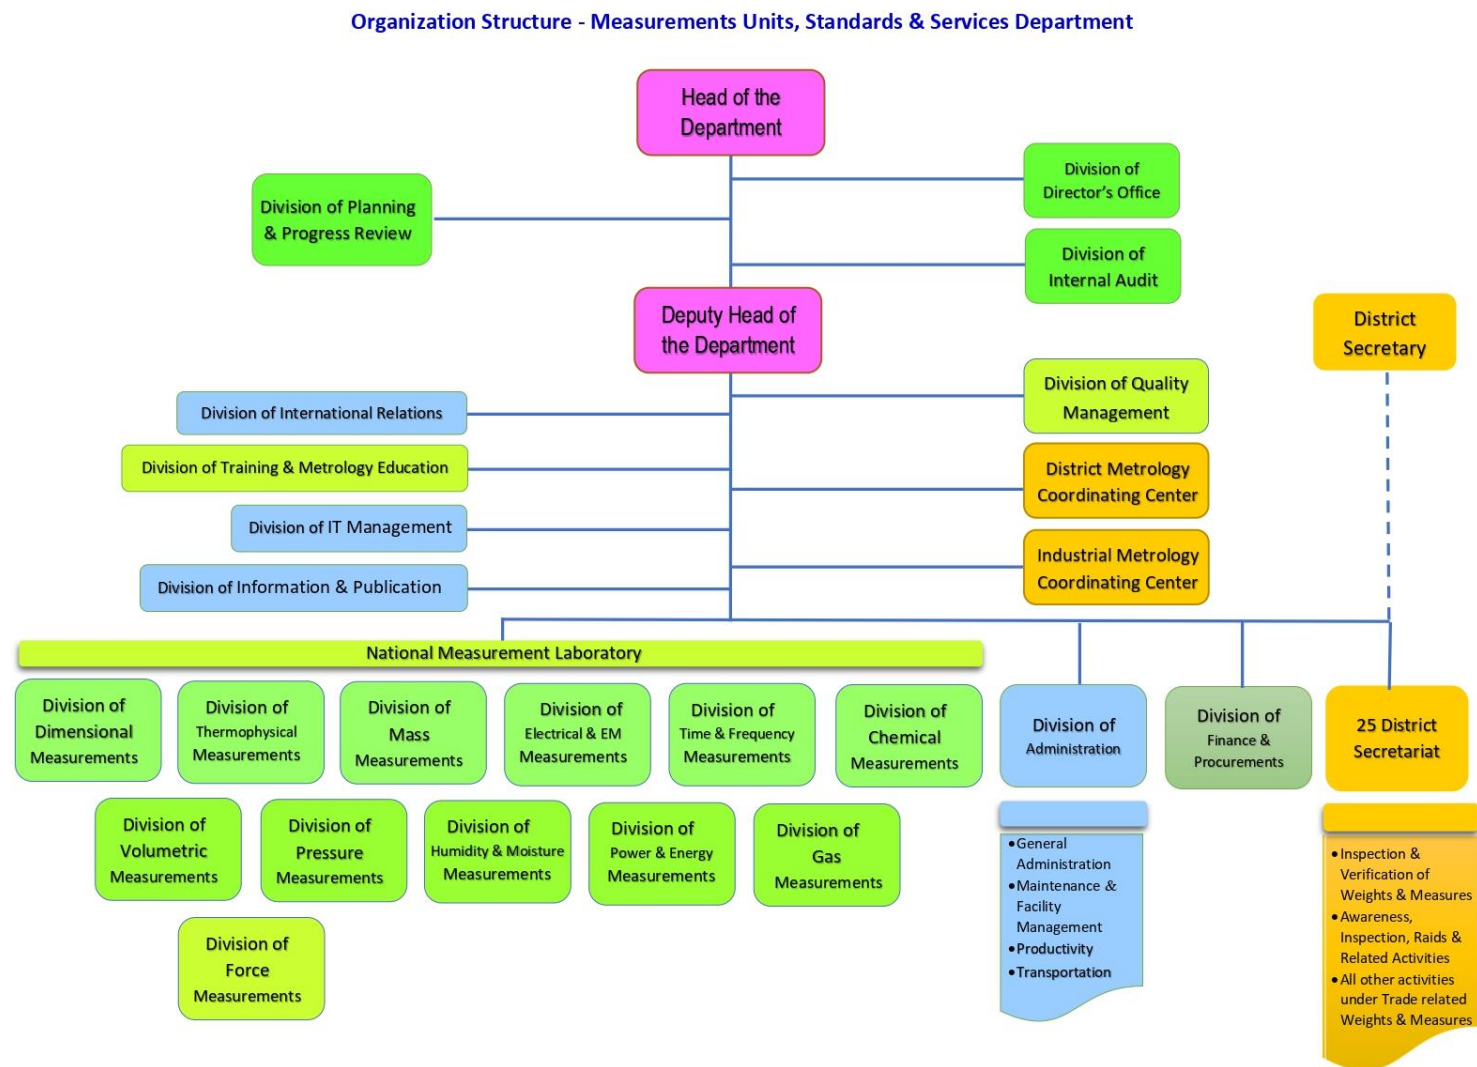 Organization Structure - Measurements Units, Standards & Services Department
Head of the
Department
Division of Planning
& Progress Review
Division of
Director's Office
Division of
Internal Audit
Deputy Head of
the Department
District
Secretary
Division of International Relations
Division of Training & Metrology Education
Division of IT Management
Division of Information & Publication
Division of Quality
Management
District Metrology
Coordinating Center
Industrial Metrology
Coordinating Center
National Measurement Laboratory
Division of
Dimensional
Measurements
Division of
Thermophysical
Measurements
Division of
Mass
Measurements
Division of
Electrical & EM
Measurements
Division of
Time & Frequency
Measurements
Division of
Chemical
Measurements
Division of
Administration
Division of
Finance &
Procurements
25 District
Secretariat
Division of
Volumetric
Measurements
Division of
Pressure
Measurements
Division of
Humidity & Moisture
Measurements
Division of
Power & Energy
Measurements
Division of
Gas
Measurements
Division of
Force
Measurements
•General
Administration
•Maintenance &
Facility
Management
•Productivity
•Transportation
•Inspection &
Verification of
Weights & Measures
•Awareness,
Inspection, Raids &
Related Activities
•All other activities
under Trade related
Weights & Measures